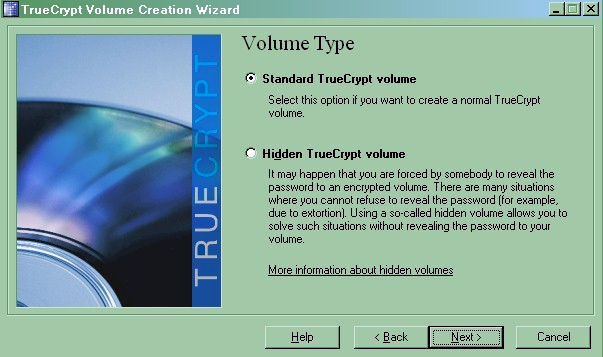 TrueCrypt Volume Creation Wizard
TRUECRYPT
Volume Type
Standard TrueCrypt volume
Select this option if you want to create a normal TrueCrypt
volume.
Hidden TrueCrypt volume
It may happen that you are forced by somebody to reveal the
password to an encrypted volume. There are many situations
where you cannot refuse to reveal the password (for example,
due to extortion). Using a so-called hidden volume allows you to
solve such situations without revealing the password to your
volume.
More information about hidden volumes
Help
< Back
Next >
Cancel